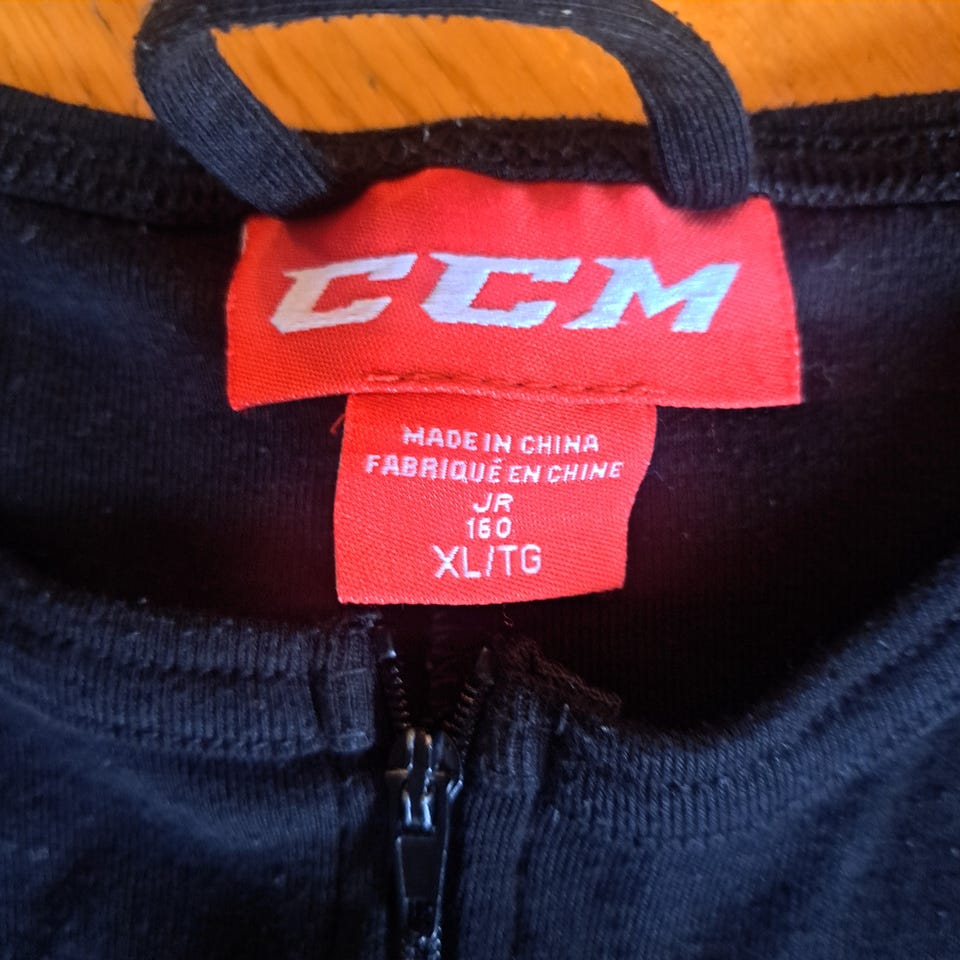 CCM
MADE IN CHINA
FABRIQUÉ EN CHINE
JR
160
XL/TG